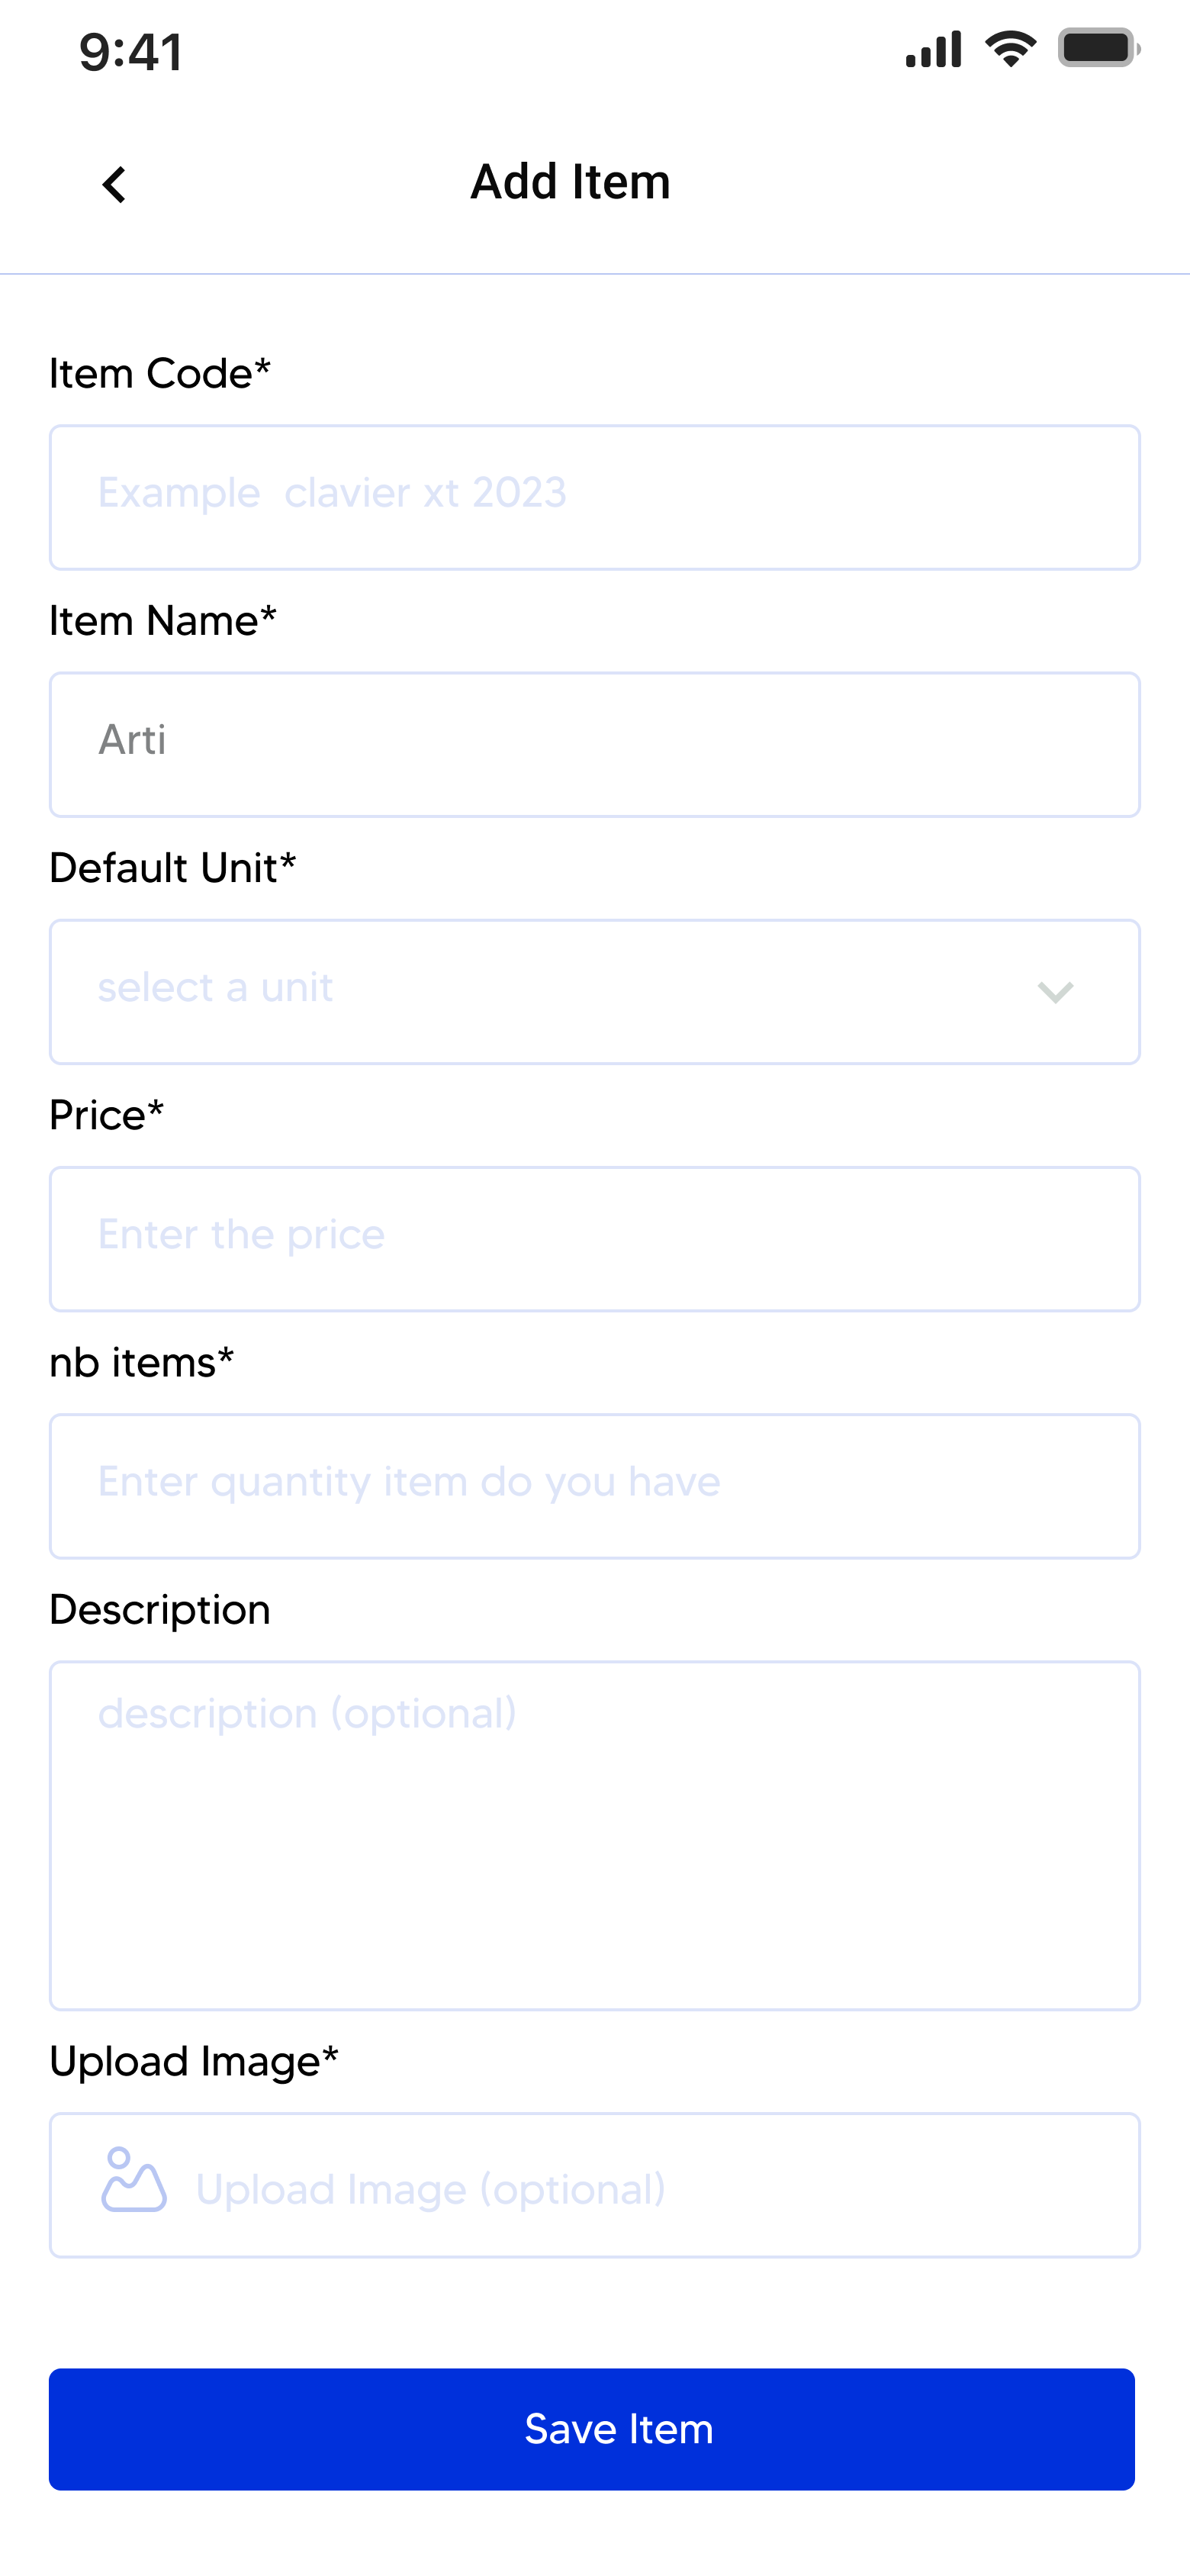 9:41
Add Item
Item Code*
Example  clavier xt 2023
Item Name*
Arti
Default Unit*
select a unit
Price*
Enter the price
nb items*
Enter quantity item do you have
Description
description (optional)
Upload Image*
Upload Image (optional)
Save Item